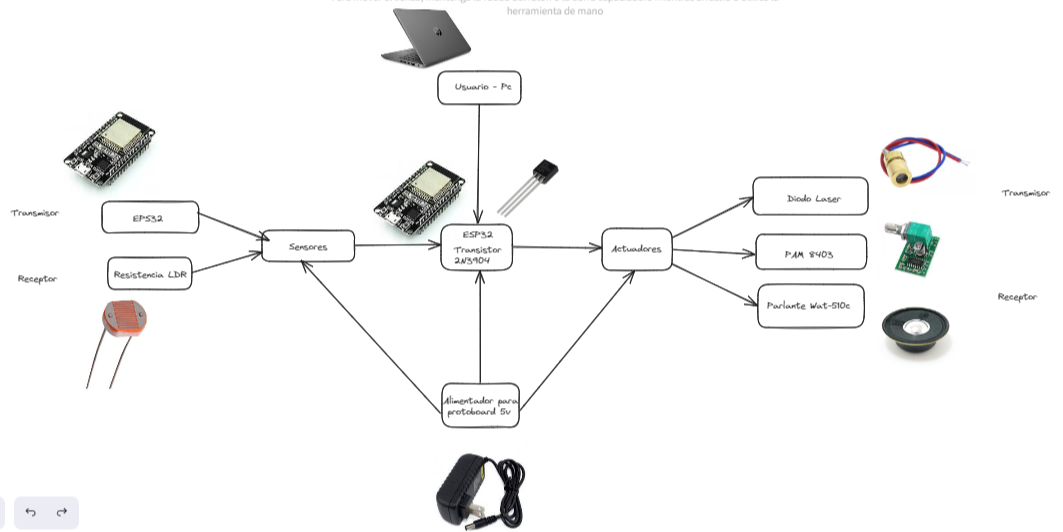 herramienta de mano
Usuario - Pc
Transmisor
EPS32
Receptor
Resistencia LDR
Sensores
ESP32
Transistor
2N3904
Actuadores
Diodo Laser
PAM 8403
Parlante Wat-510c
Transmisor
Receptor
Alimentador para
protoboard 5v